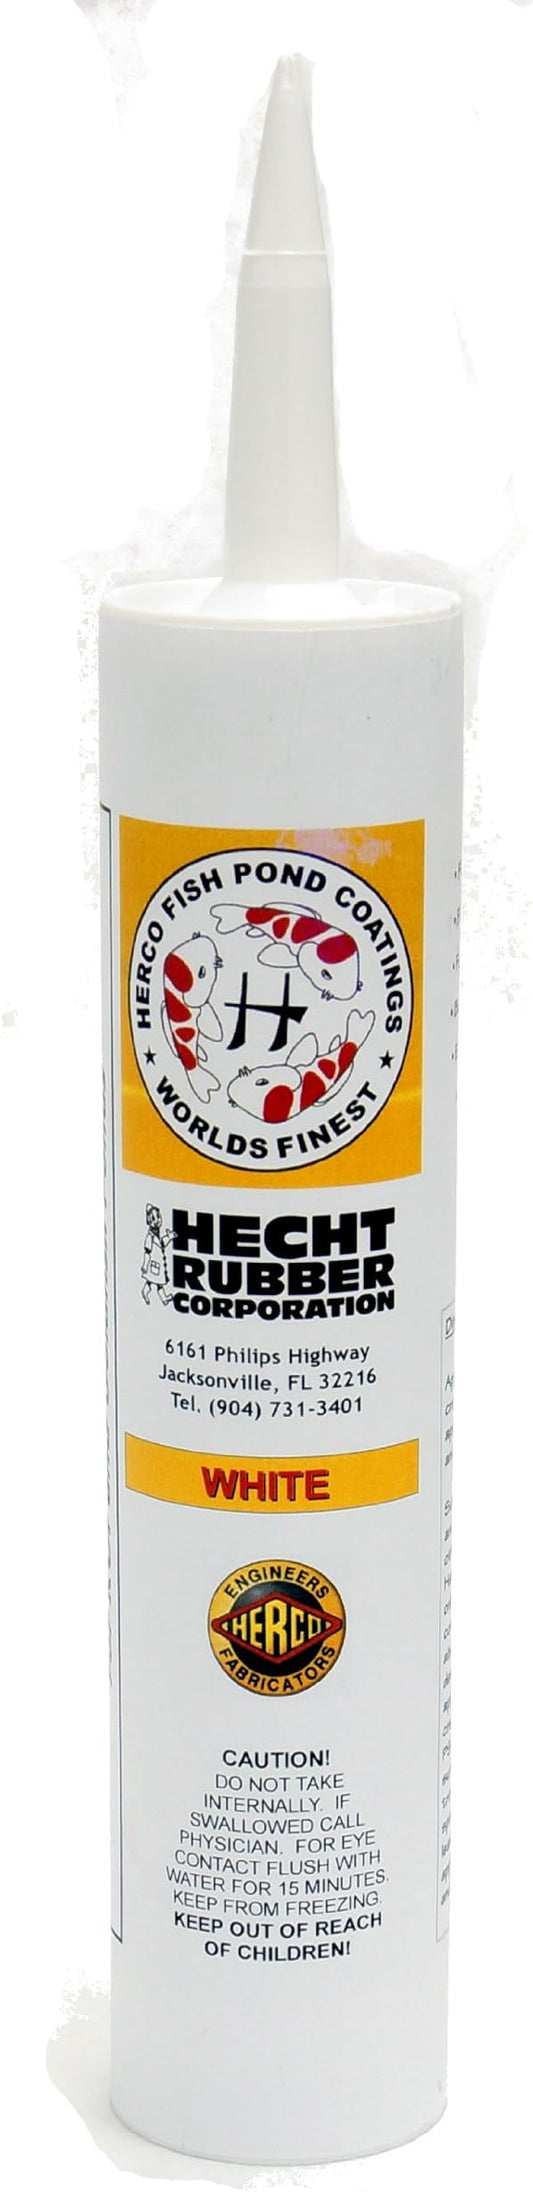 HERCO FISH POND COATINGS
H
★ WORLDS FINEST ★
HECHT
RUBBER
CORPORATION
6161 Philips Highway
Jacksonville, FL 32216
Tel. (904) 731-3401
WHITE
ENGINEERS
HERCO
FABRICATORS
CAUTION!
DO NOT TAKE
INTERNALLY. IF
SWALLOWED CALL
PHYSICIAN. FOR EYE
CONTACT FLUSH WITH
WATER FOR 15 MINUTES.
KEEP FROM FREEZING.
KEEP OUT OF REACH
OF CHILDREN!